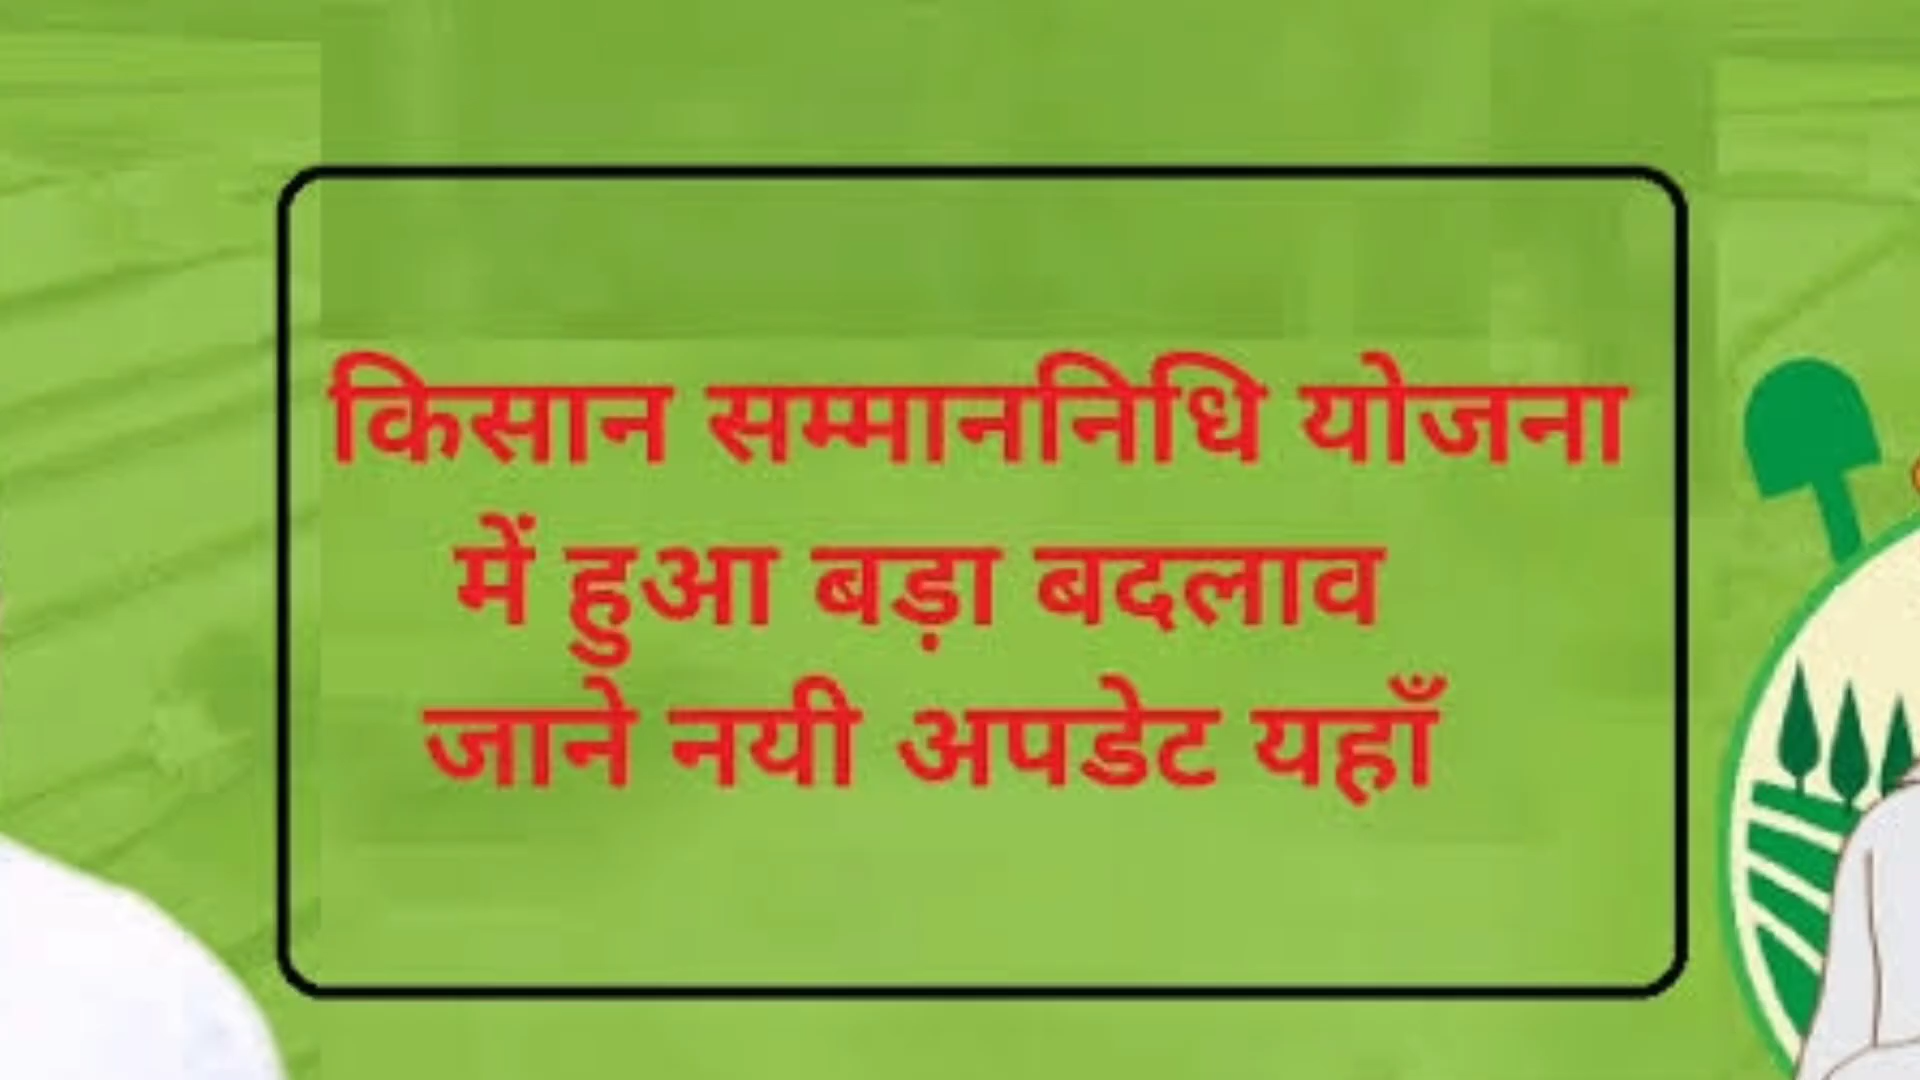 किसान सम्माननिधि योजना
में हुआ बड़ा बदलाव
जाने नयी अपडेट यहाँ